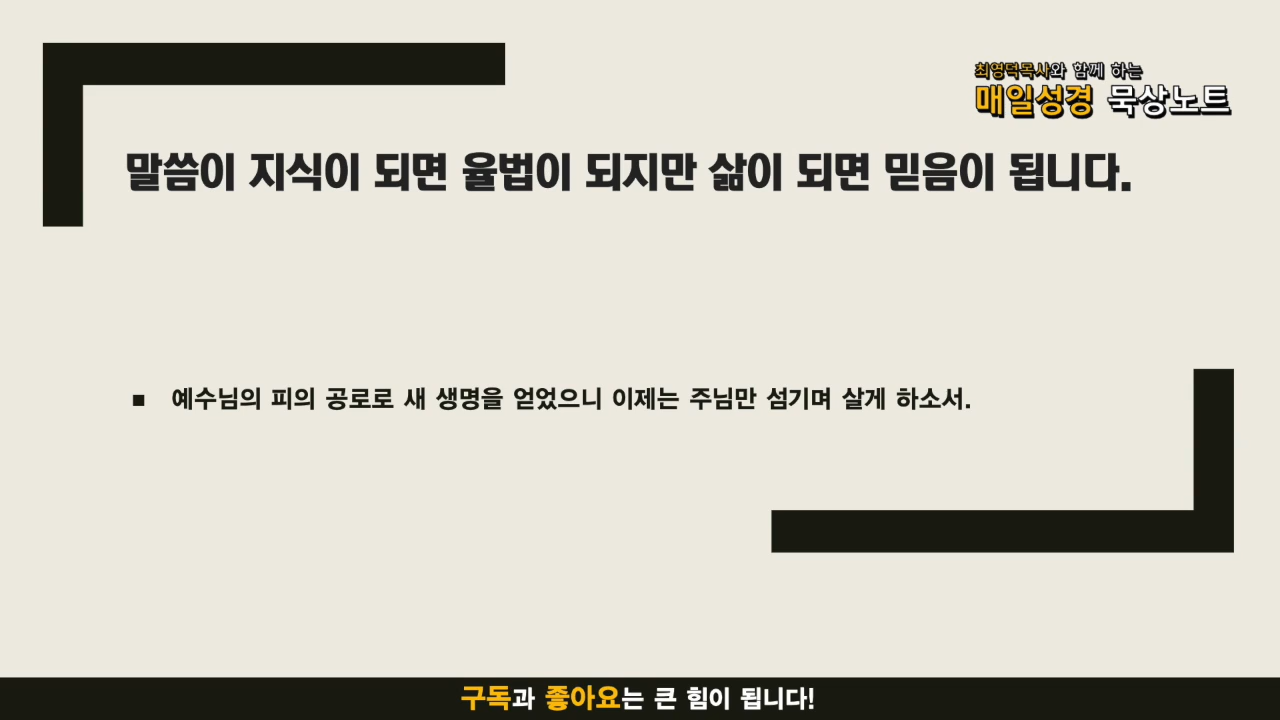 최영덕목사와 함께 하는
매일성경 묵상노트
말씀이 지식이 되면 율법이 되지만 삶이 되면 믿음이 됩니다.
■ 예수님의 피의 공로로 새 생명을 얻었으니 이제는 주님만 섬기며 살게 하소서.
구독과 좋아요는 큰 힘이 됩니다!